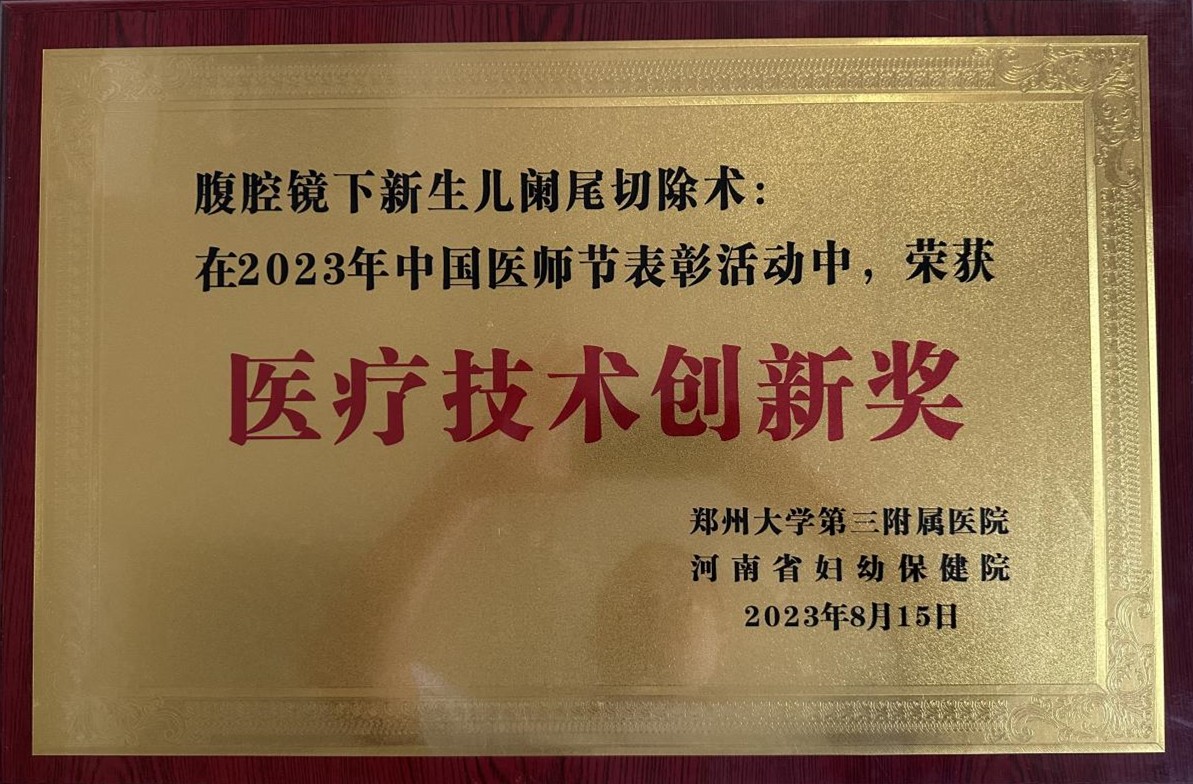 腹腔镜下新生儿阑尾切除术：
在2023年中国医师节表彰活动中，荣获
医疗技术创新奖
郑州大学第三附属医院
河南省妇幼保健院
2023年8月15日